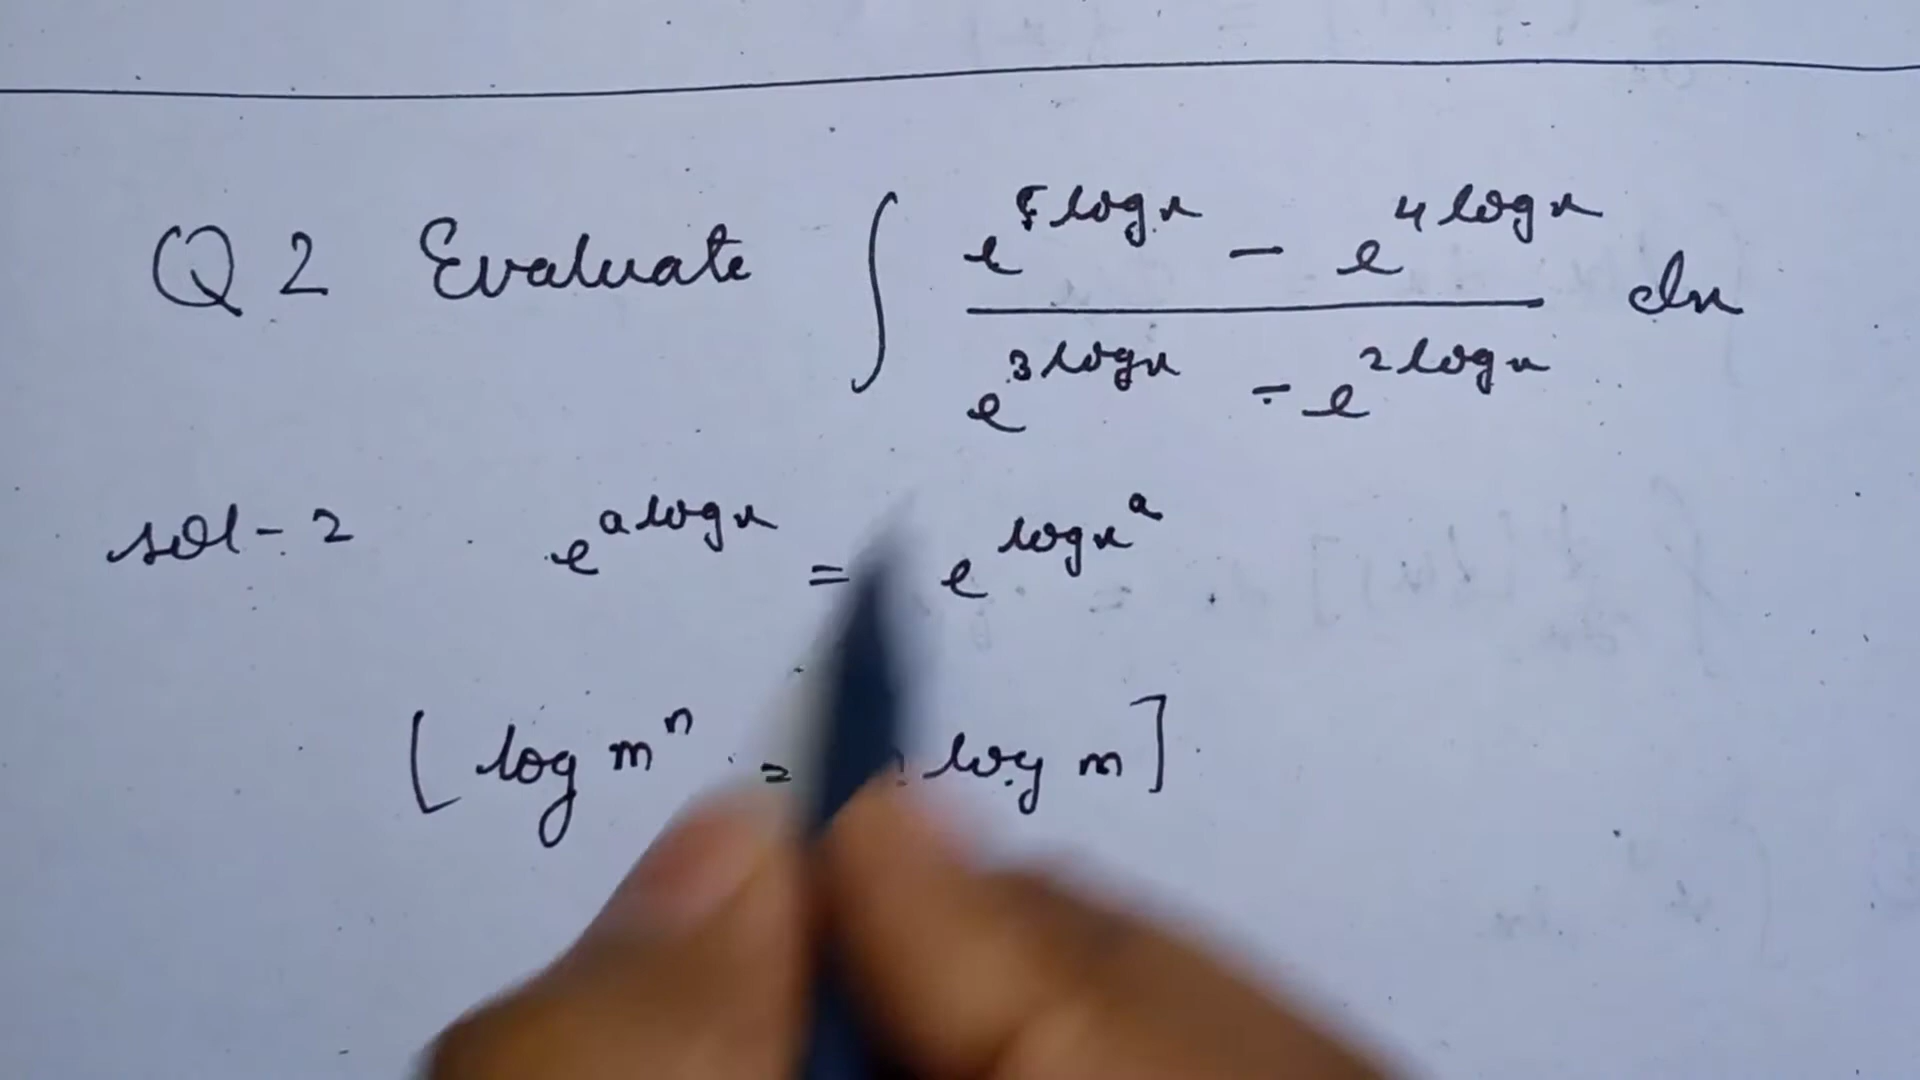 Q 2 Evaluate ∫ (e^{5 log x} - e^{4 log x}) / (e^{3 log x} - e^{2 log x}) dx
sol-2 e^{a log x} = e^{log x^a}
[ log m^n = log m ]